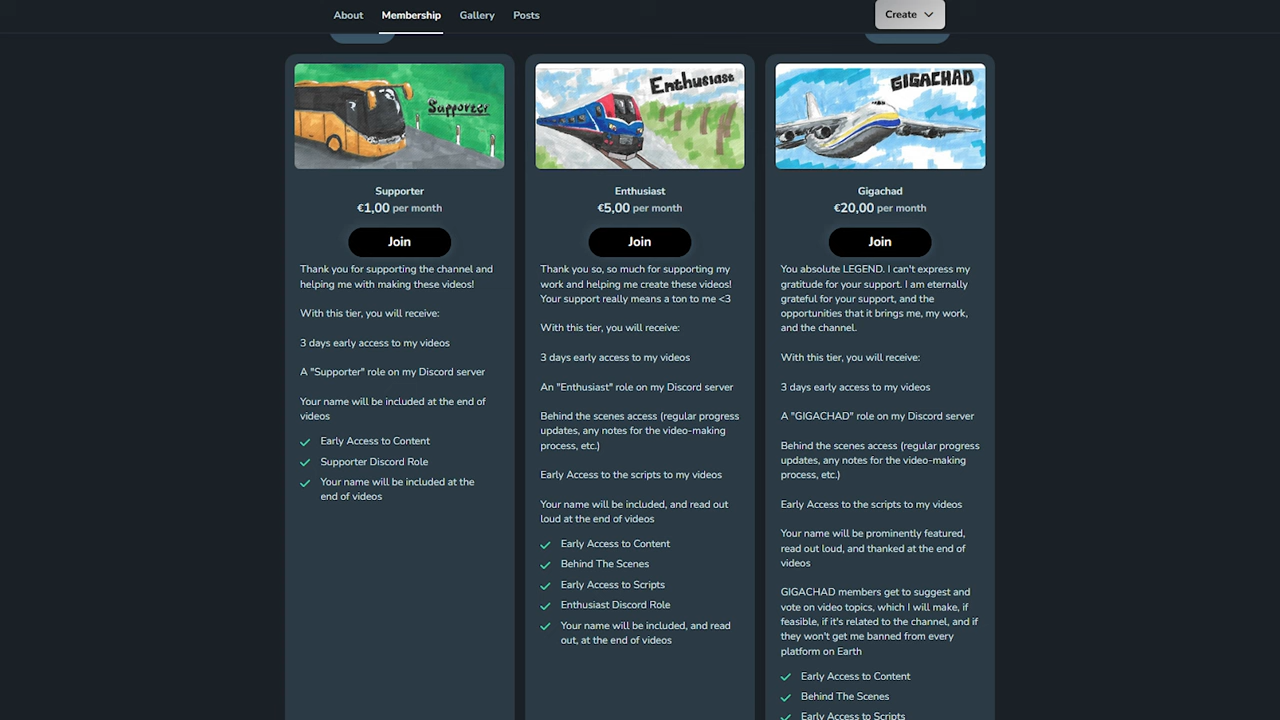 About
Membership
Gallery
Posts
Create
Supporter
Supporter
€1,00 per month
Join
Thank you for supporting the channel and
helping me with making these videos!
With this tier, you will receive:
3 days early access to my videos
A "Supporter" role on my Discord server
Your name will be included at the end of
videos
Early Access to Content
Supporter Discord Role
Your name will be included at the
end of videos
Enthusiast
Enthusiast
€5,00 per month
Join
Thank you so, so much for supporting my
work and helping me create these videos!
Your support really means a ton to me <3
With this tier, you will receive:
3 days early access to my videos
An "Enthusiast" role on my Discord server
Behind the scenes access (regular progress
updates, any notes for the video-making
process, etc.)
Early Access to the scripts to my videos
Your name will be included, and read out
loud at the end of videos
Early Access to Content
Behind The Scenes
Early Access to Scripts
Enthusiast Discord Role
Your name will be included, and read
out, at the end of videos
GIGACHAD
Gigachad
€20,00 per month
Join
You absolute LEGEND. I can't express my
gratitude for your support. I am eternally
grateful for your support, and the
opportunities that it brings me, my work,
and the channel.
With this tier, you will receive:
3 days early access to my videos
A "GIGACHAD" role on my Discord server
Behind the scenes access (regular progress
updates, any notes for the video-making
process, etc.)
Early Access to the scripts to my videos
Your name will be prominently featured,
read out loud, and thanked at the end of
videos
GIGACHAD members get to suggest and
vote on video topics, which I will make, if
feasible, if it's related to the channel, and if
they won't get me banned from every
platform on Earth
Early Access to Content
Behind The Scenes
Early Access to Scripts